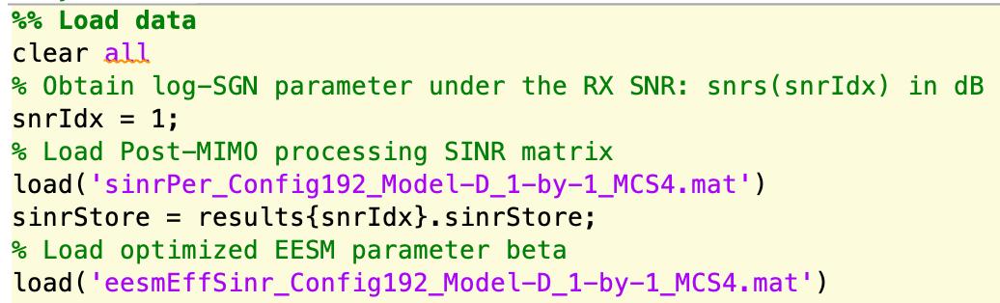 %% Load data
clear all
% Obtain log-SGN parameter under the RX SNR: snrs(snrIdx) in dB
snrIdx = 1;
% Load Post-MIMO processing SINR matrix
load('sinrPer_Config192_Model-D_1-by-1_MCS4.mat')
sinrStore = results{snrIdx}.sinrStore;
% Load optimized EESM parameter beta
load('eesmEffSinr_Config192_Model-D_1-by-1_MCS4.mat')